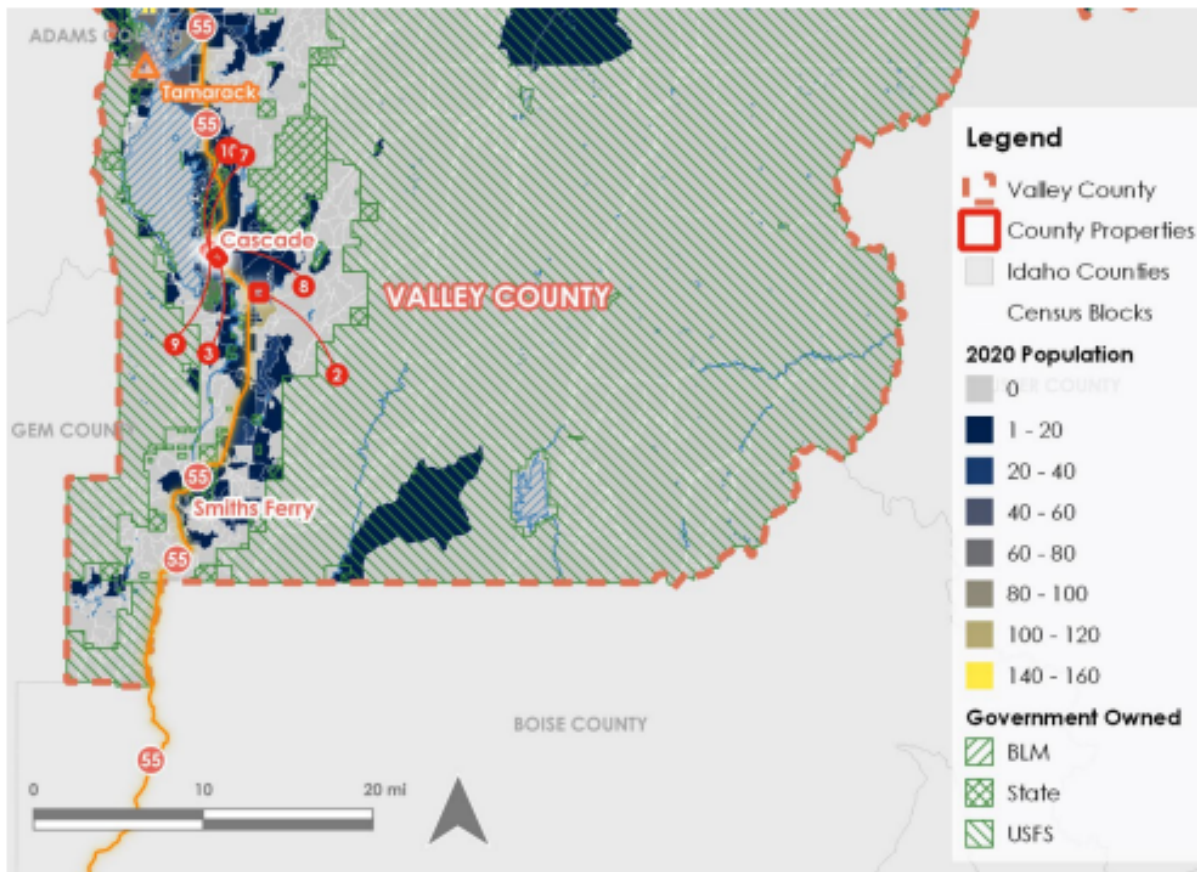 55
ADAMS
Tamarack
55
10
7
Cascade
8
VALLEY COUNTY
9
3
2
GEM COUNTY
55
Smiths Ferry
55
BOISE COUNTY
55
0 10 20 mi
Legend
Valley County
County Properties
Idaho Counties
Census Blocks
2020 Population
0
1 - 20
20 - 40
40 - 60
60 - 80
80 - 100
100 - 120
140 - 160
Government Owned
BLM
State
USFS